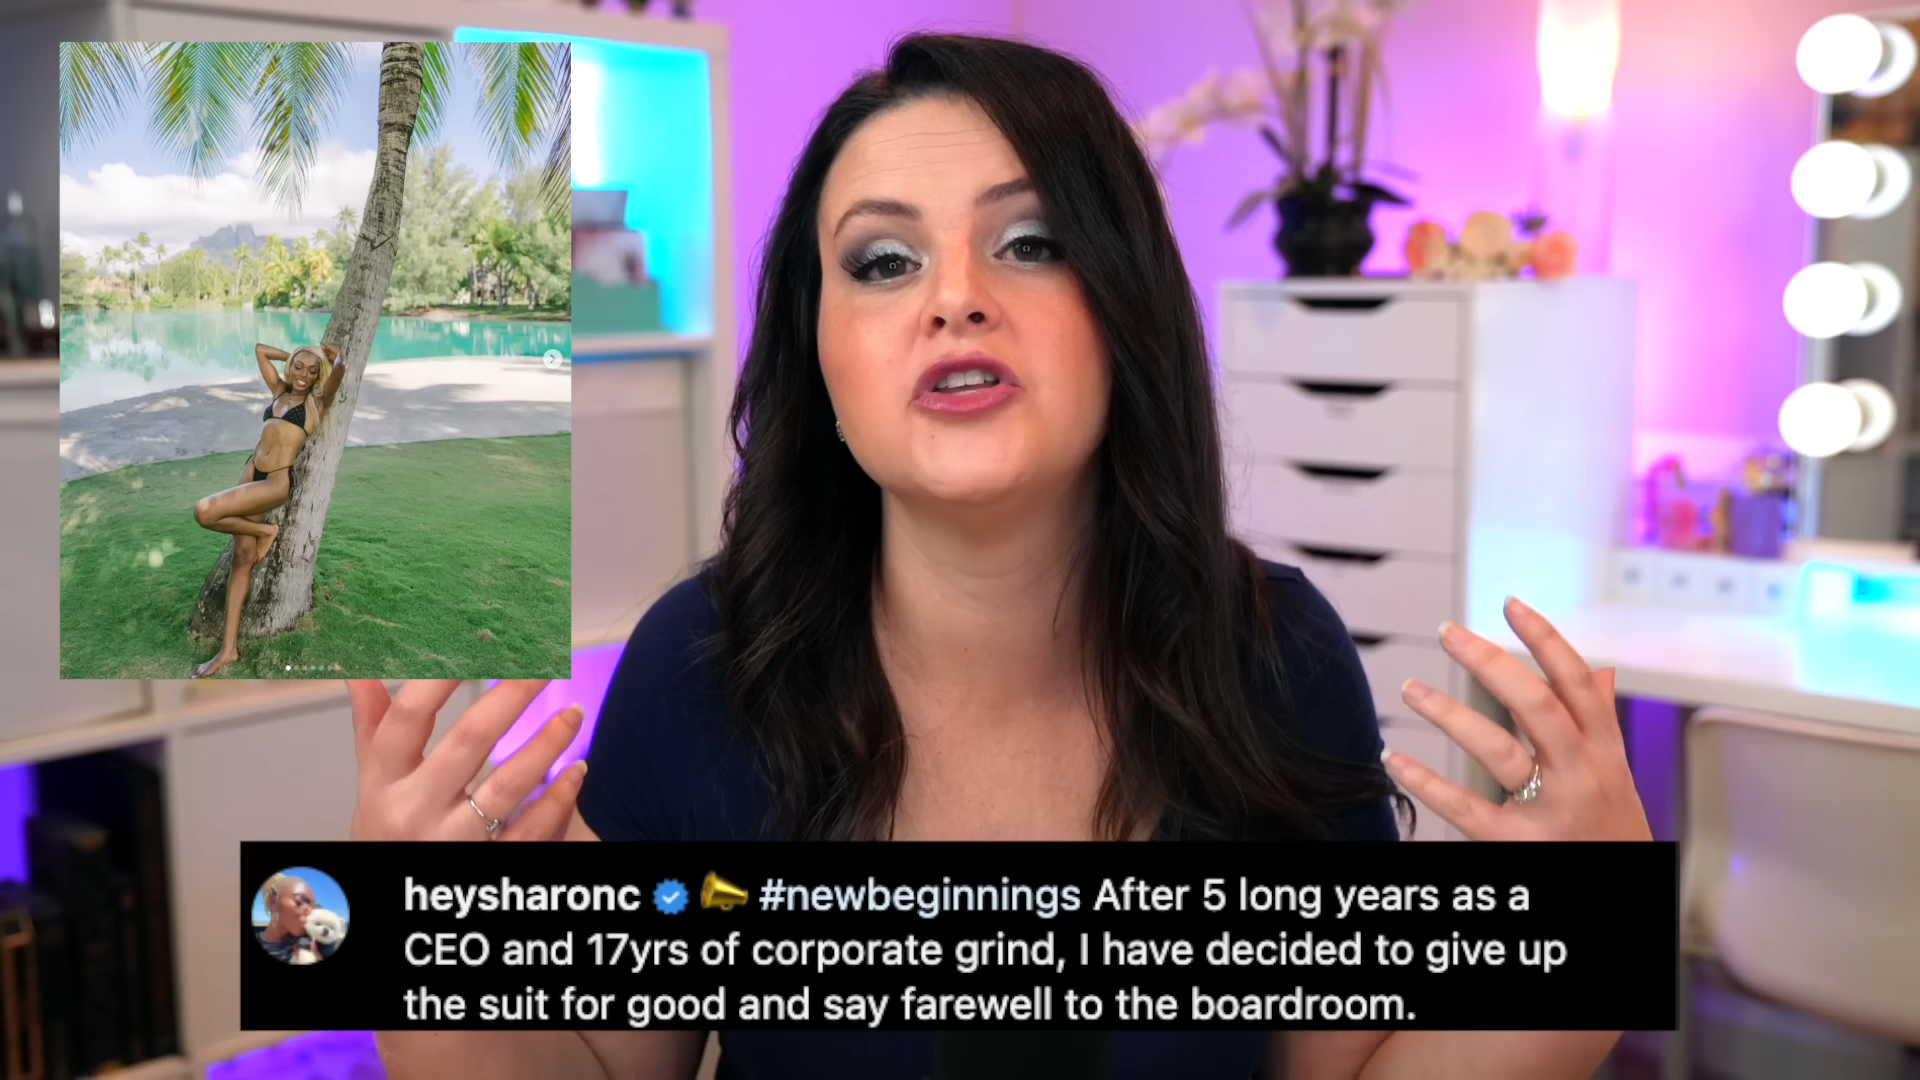 heysharonc #newbeginnings After 5 long years as a
CEO and 17yrs of corporate grind, I have decided to give up
the suit for good and say farewell to the boardroom.